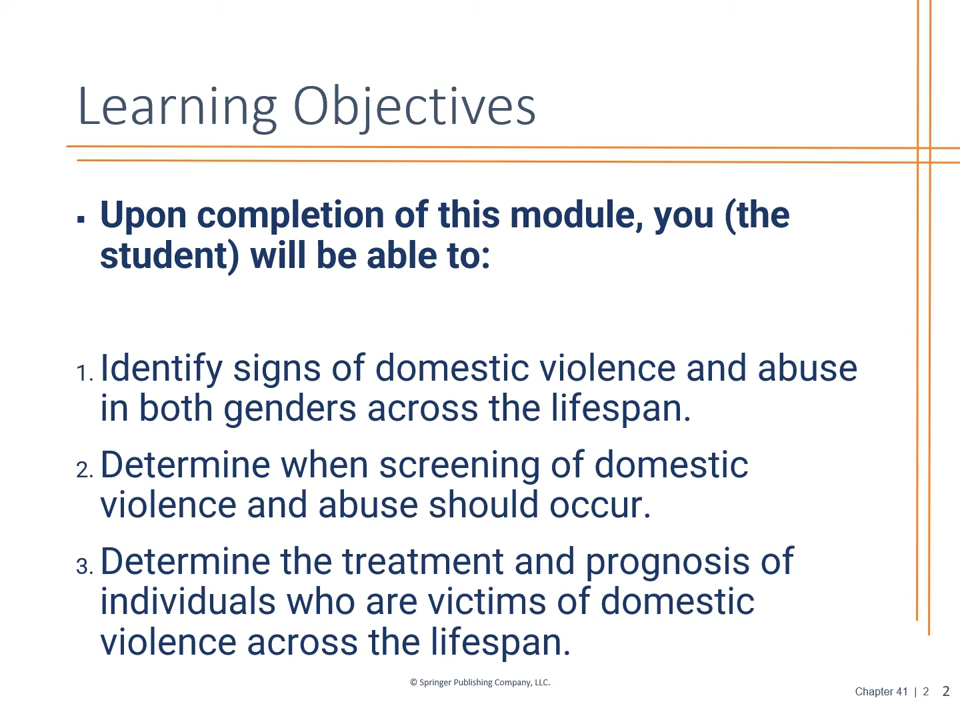 Learning Objectives
▪ Upon completion of this module, you (the
student) will be able to:
1. Identify signs of domestic violence and abuse
in both genders across the lifespan.
2. Determine when screening of domestic
violence and abuse should occur.
3. Determine the treatment and prognosis of
individuals who are victims of domestic
violence across the lifespan.
© Springer Publishing Company, LLC.
Chapter 41 | 2 2